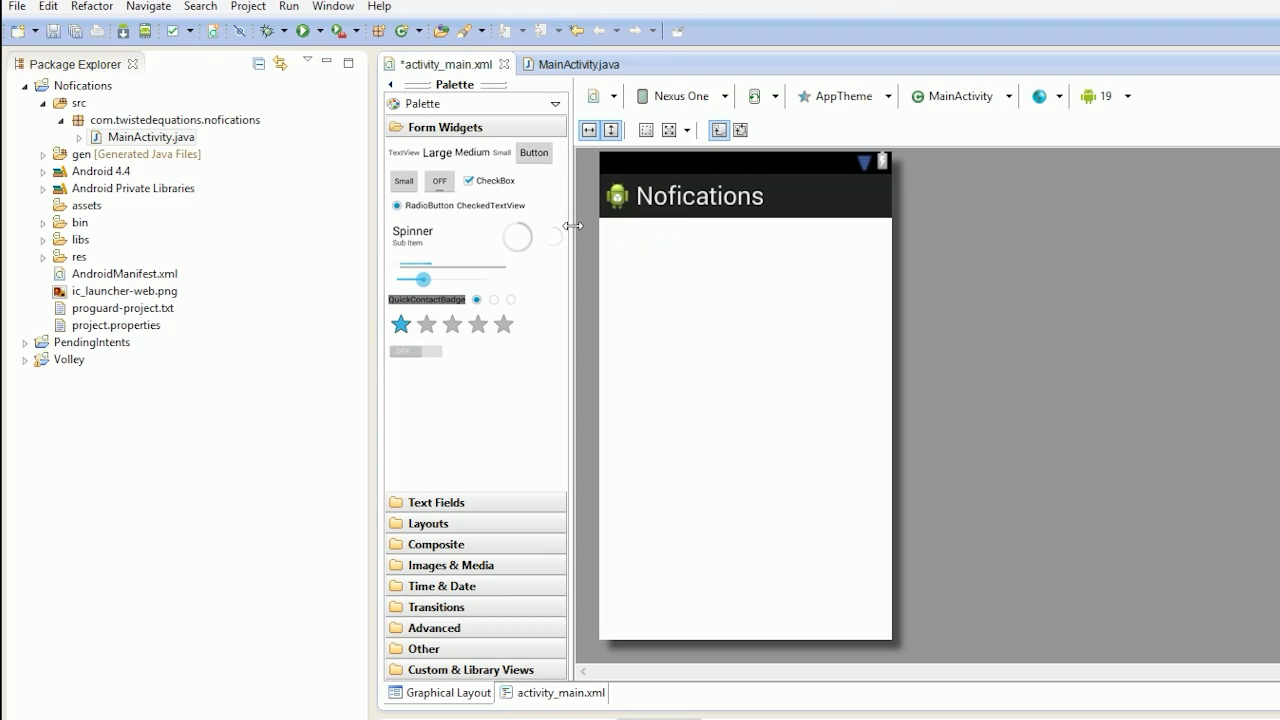 File Edit Refactor Navigate Search Project Run Window Help
Package Explorer
Nofications
src
com.twistedequations.nofications
MainActivity.java
gen [Generated Java Files]
Android 4.4
Android Private Libraries
assets
bin
libs
res
AndroidManifest.xml
ic_launcher-web.png
proguard-project.txt
project.properties
PendingIntents
Volley
*activity_main.xml
MainActivity.java
Palette
Palette
Form Widgets
TextView Large Medium Small Button
Small OFF CheckBox
RadioButton CheckedTextView
Spinner
Sub Item
QuickContactBadge
OFF
Text Fields
Layouts
Composite
Images & Media
Time & Date
Transitions
Advanced
Other
Custom & Library Views
Graphical Layout
activity_main.xml
Nexus One
AppTheme
MainActivity
19
Nofications